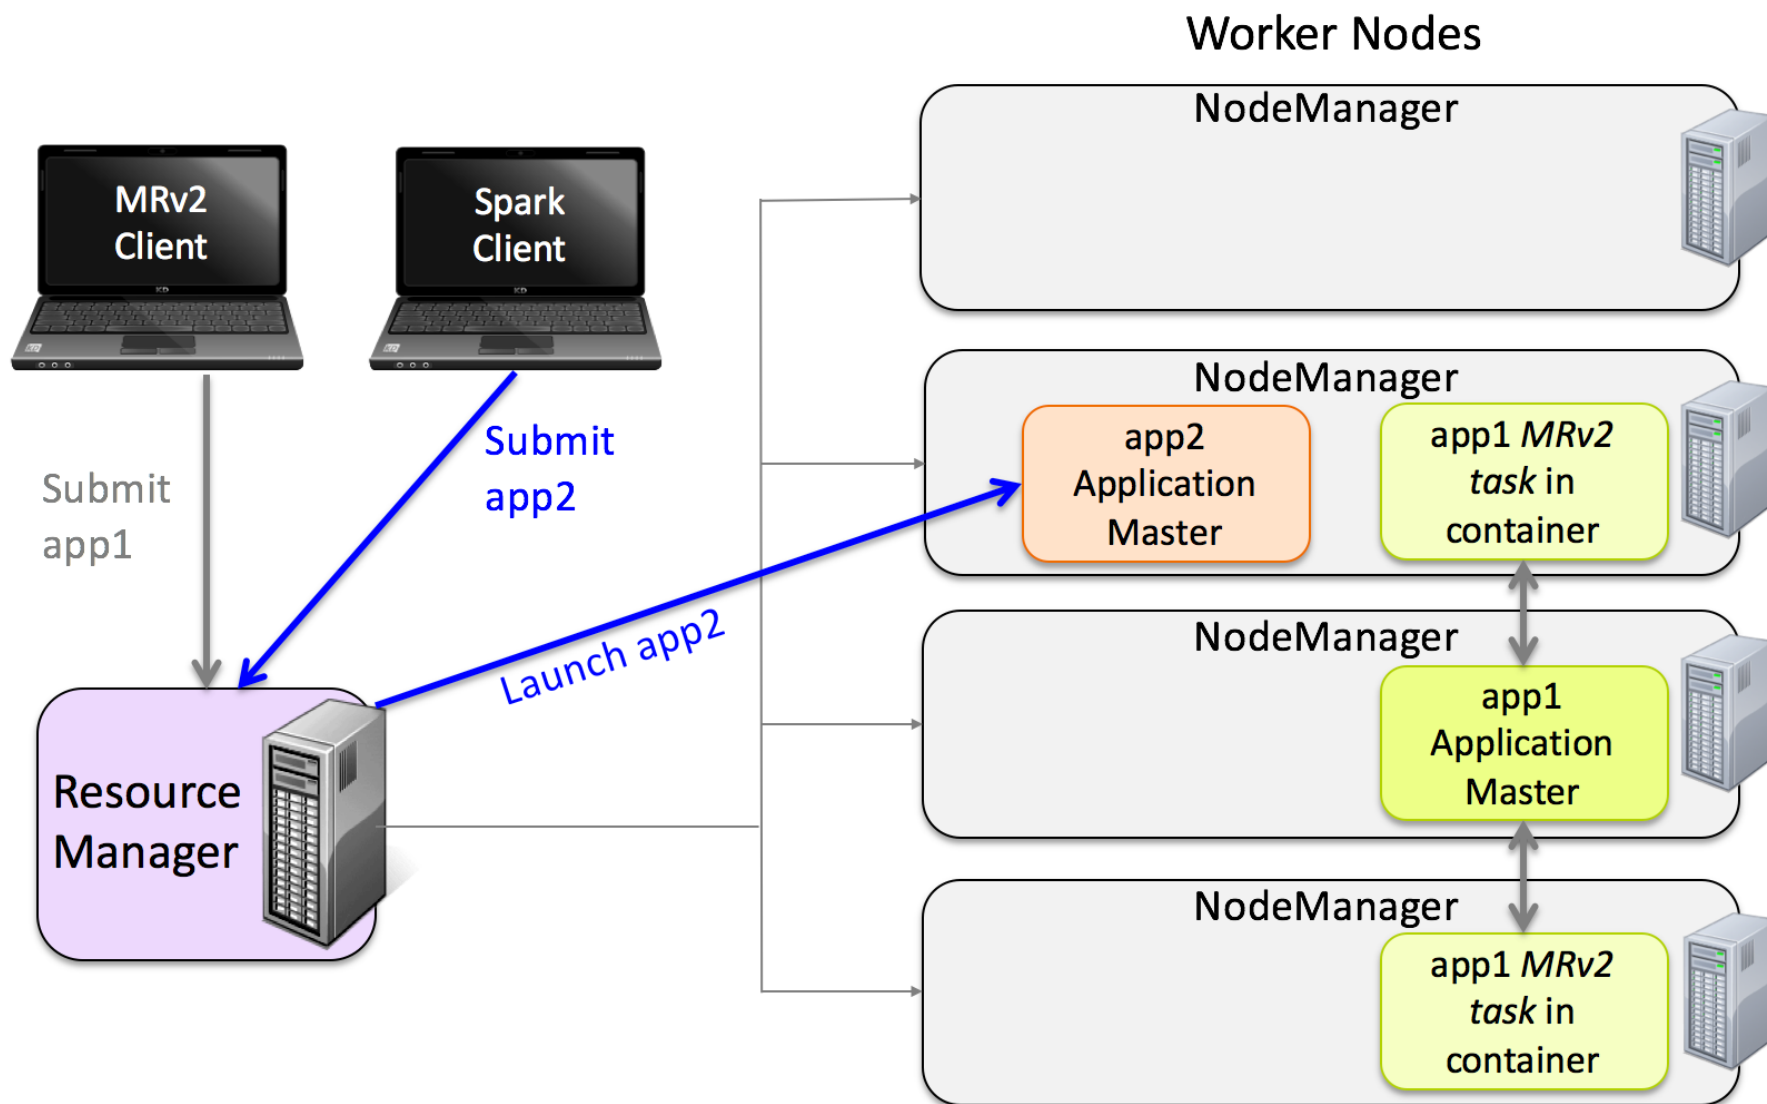 Worker Nodes
NodeManager
MRv2
Client
Spark
Client
NodeManager
app2
Application
Master
app1 MRv2
task in
container
Submit
app1
Submit
app2
Launch app2
NodeManager
app1
Application
Master
Resource
Manager
NodeManager
app1 MRv2
task in
container